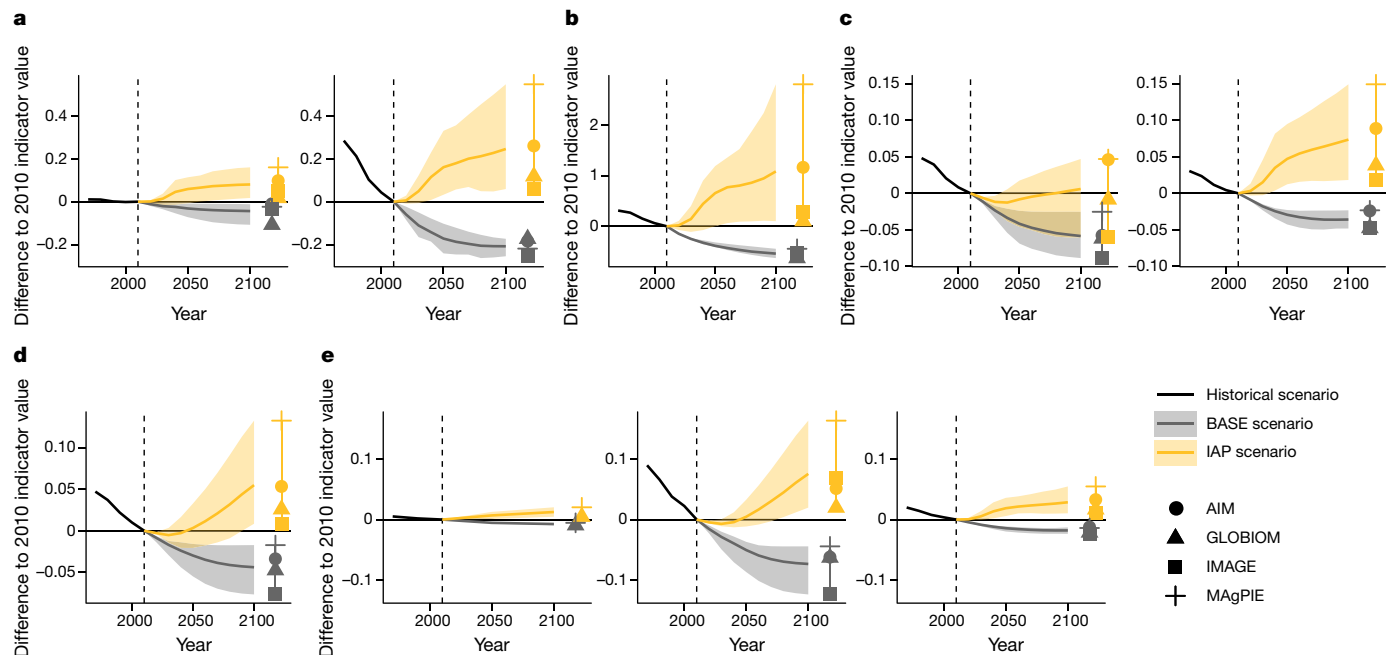 a
Difference to 2010 indicator value
0.4
0.2
0
−0.2
2000 2050 2100
Year
0.4
0.2
0
−0.2
2000 2050 2100
Year
b
Difference to 2010 indicator value
2
1
0
2000 2050 2100
Year
c
Difference to 2010 indicator value
0.15
0.10
0.05
0
−0.05
−0.10
2000 2050 2100
Year
0.15
0.10
0.05
0
−0.05
−0.10
2000 2050 2100
Year
d
Difference to 2010 indicator value
0.10
0.05
0
−0.05
2000 2050 2100
Year
e
Difference to 2010 indicator value
0.1
0
−0.1
2000 2050 2100
Year
0.1
0
−0.1
2000 2050 2100
Year
0.1
0
−0.1
2000 2050 2100
Year
Historical scenario
BASE scenario
IAP scenario
AIM
GLOBIOM
IMAGE
MAgPIE